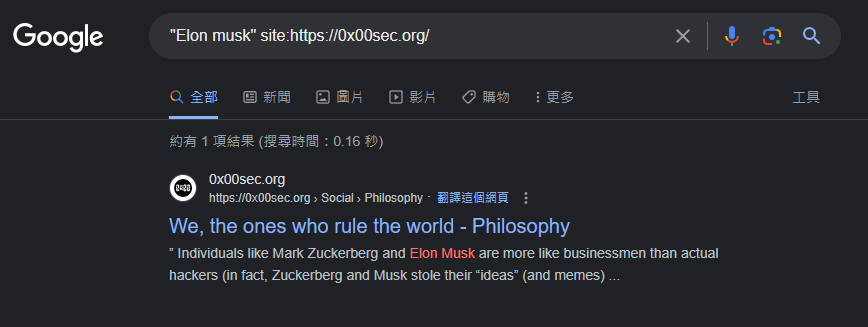 Google
"Elon musk" site:https://0x00sec.org/
全部 新聞 圖片 影片 購物 更多 工具
約有 1 項結果 (搜尋時間：0.16 秒)
0x00sec.org
https://0x00sec.org › Social › Philosophy · 翻譯這個網頁
We, the ones who rule the world - Philosophy
" Individuals like Mark Zuckerberg and Elon Musk are more like businessmen than actual
hackers (in fact, Zuckerberg and Musk stole their “ideas” (and memes) ...